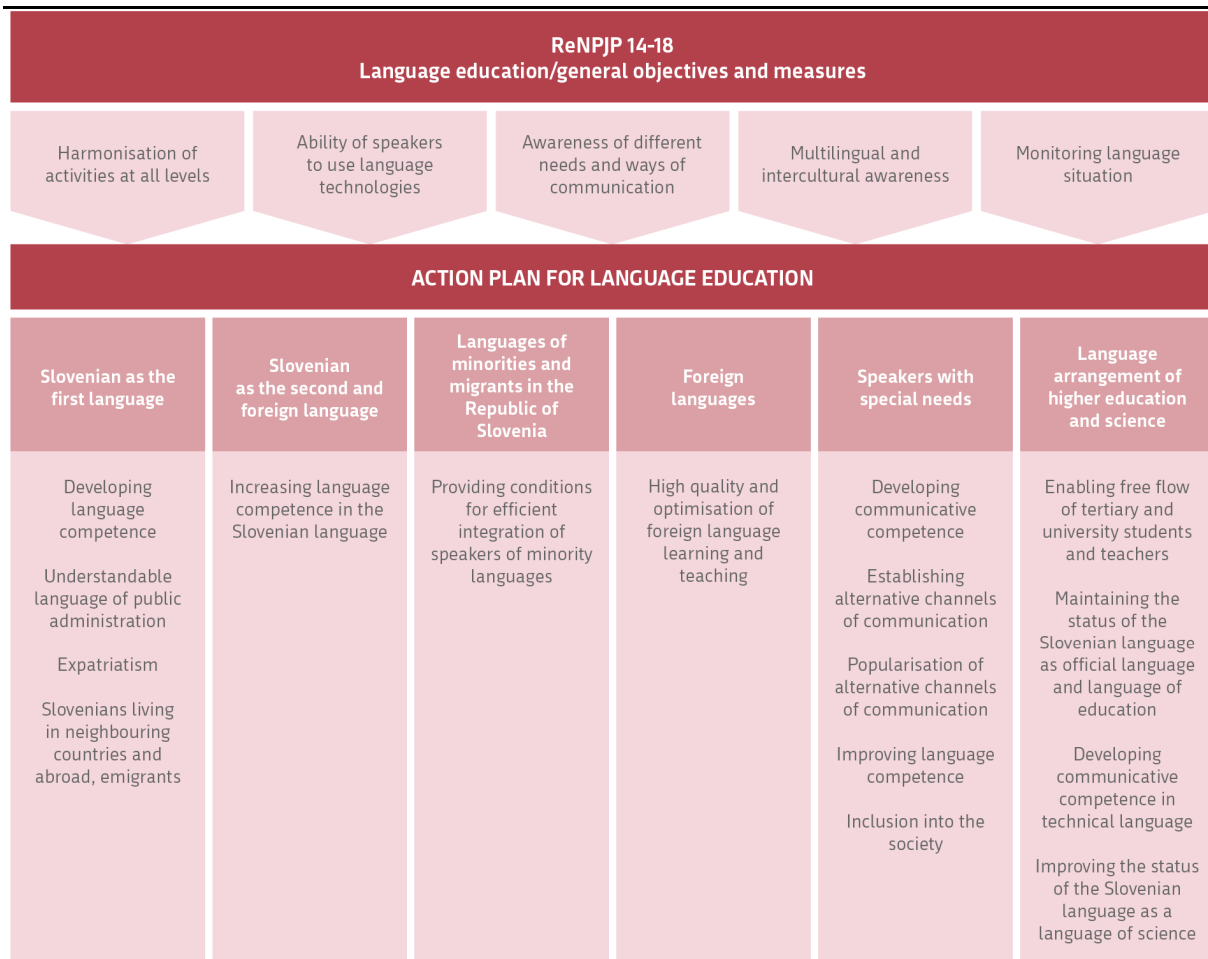 ReNPJP 14-18
Language education/general objectives and measures
Harmonisation of
activities at all levels
Ability of speakers
to use language
technologies
Awareness of different
needs and ways of
communication
Multilingual and
intercultural awareness
Monitoring language
situation
ACTION PLAN FOR LANGUAGE EDUCATION
Slovenian as the
first language
Developing
language
competence
Understandable
language of public
administration
Expatriatism
Slovenians living
in neighbouring
countries and
abroad, emigrants
Slovenian
as the second and
foreign language
Increasing language
competence in the
Slovenian language
Languages of
minorities and
migrants in the
Republic of
Slovenia
Providing conditions
for efficient
integration of
speakers of minority
languages
Foreign
languages
High quality and
optimisation of
foreign language
learning and
teaching
Speakers with
special needs
Developing
communicative
competence
Establishing
alternative channels
of communication
Popularisation of
alternative channels
of communication
Improving language
competence
Inclusion into the
society
Language
arrangement of
higher education
and science
Enabling free flow
of tertiary and
university students
and teachers
Maintaining the
status of the
Slovenian language
as official language
and language of
education
Developing
communicative
competence in
technical language
Improving the status
of the Slovenian
language as a
language of science